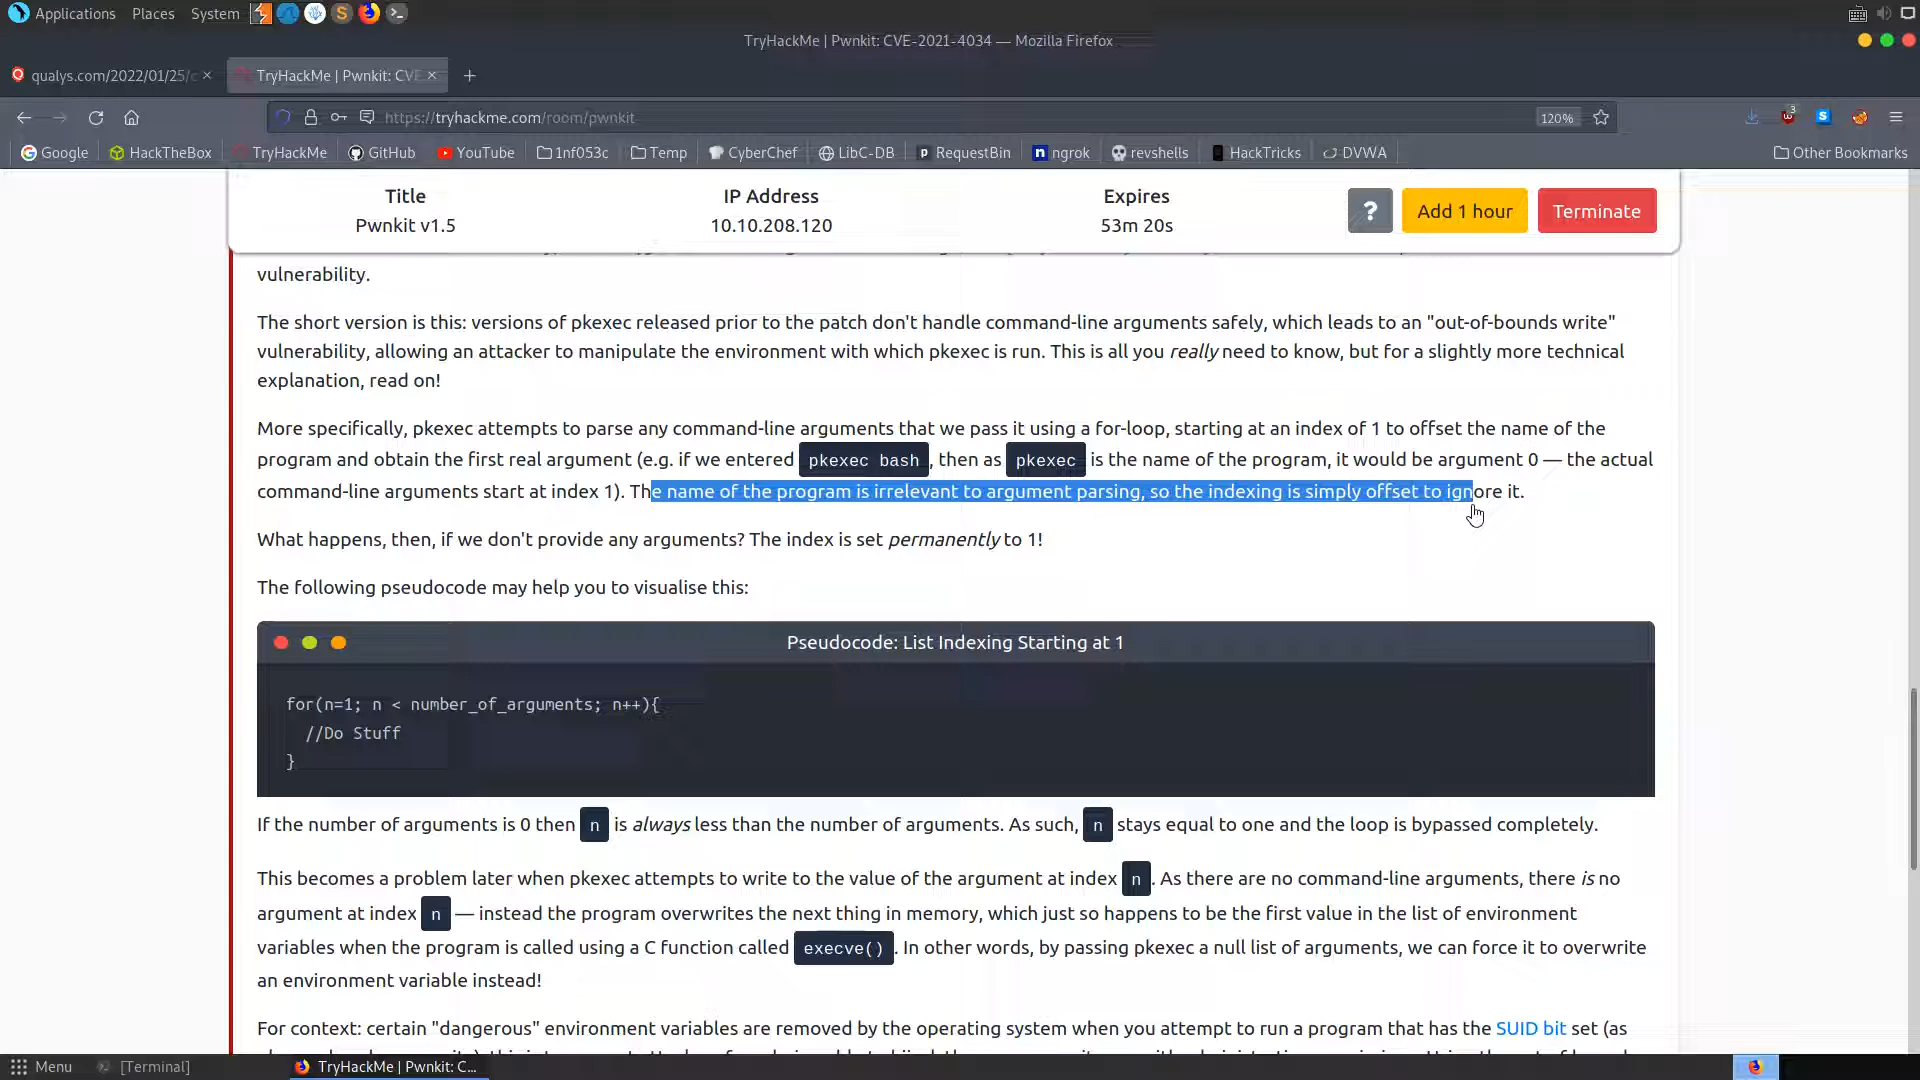 Applications Places System
TryHackMe | Pwnkit: CVE-2021-4034 — Mozilla Firefox
qualys.com/2022/01/25/c × TryHackMe | Pwnkit: CVE × +
https://tryhackme.com/room/pwnkit 120% 3
Google HackTheBox TryHackMe GitHub YouTube 1nf053c Temp CyberChef LibC-DB RequestBin ngrok revshells HackTricks DVWA Other Bookmarks
Title IP Address Expires
Pwnkit v1.5 10.10.208.120 53m 20s ? Add 1 hour Terminate
vulnerability.
The short version is this: versions of pkexec released prior to the patch don't handle command-line arguments safely, which leads to an "out-of-bounds write"
vulnerability, allowing an attacker to manipulate the environment with which pkexec is run. This is all you really need to know, but for a slightly more technical
explanation, read on!
More specifically, pkexec attempts to parse any command-line arguments that we pass it using a for-loop, starting at an index of 1 to offset the name of the
program and obtain the first real argument (e.g. if we entered pkexec bash, then as pkexec is the name of the program, it would be argument 0 — the actual
command-line arguments start at index 1). The name of the program is irrelevant to argument parsing, so the indexing is simply offset to ignore it.
What happens, then, if we don't provide any arguments? The index is set permanently to 1!
The following pseudocode may help you to visualise this:
Pseudocode: List Indexing Starting at 1
for(n=1; n < number_of_arguments; n++){
//Do Stuff
}
If the number of arguments is 0 then n is always less than the number of arguments. As such, n stays equal to one and the loop is bypassed completely.
This becomes a problem later when pkexec attempts to write to the value of the argument at index n. As there are no command-line arguments, there is no
argument at index n — instead the program overwrites the next thing in memory, which just so happens to be the first value in the list of environment
variables when the program is called using a C function called execve(). In other words, by passing pkexec a null list of arguments, we can force it to overwrite
an environment variable instead!
For context: certain "dangerous" environment variables are removed by the operating system when you attempt to run a program that has the SUID bit set (as
Menu [Terminal] TryHackMe | Pwnkit: C...